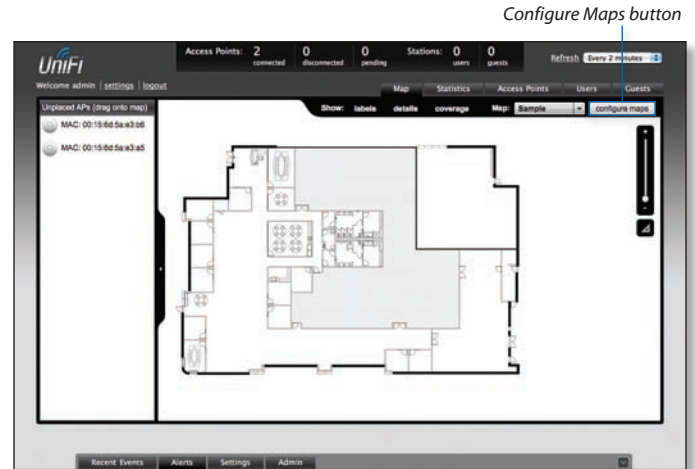 Configure Maps button
UniFi
Access Points: 2 connected 0 disconnected 0 pending Stations: 0 users 0 guests
Refresh Every 2 minutes
Welcome admin | settings | logout
Map Statistics Access Points Users Guests
Unplaced APs (drag onto map)
Show: labels details coverage Map: Sample configure maps
MAC: 00:15:6d:5a:e3:b6
MAC: 00:15:6d:5a:e3:a5
+
-
Recent Events Alerts Settings Admin